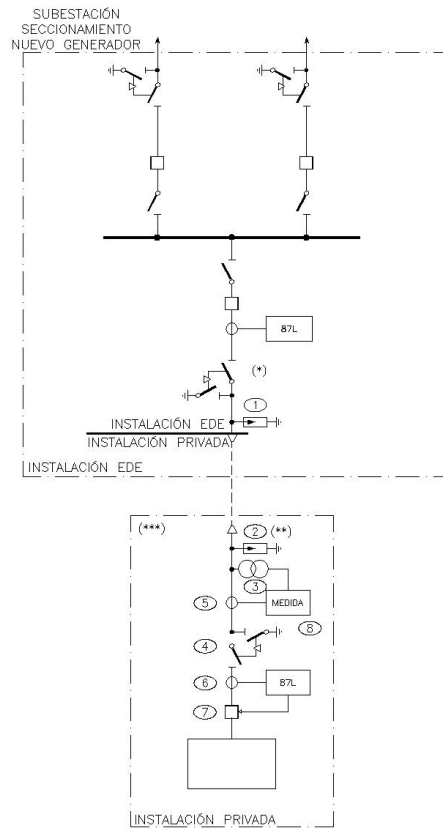 SUBESTACIÓN
SECCIONAMIENTO
NUEVO GENERADOR
87L
(*)
1
INSTALACIÓN EDE
INSTALACIÓN PRIVADA
INSTALACIÓN EDE
(***)
2 (**)
3
5 MEDIDA
8
4
6 87L
7
INSTALACIÓN PRIVADA